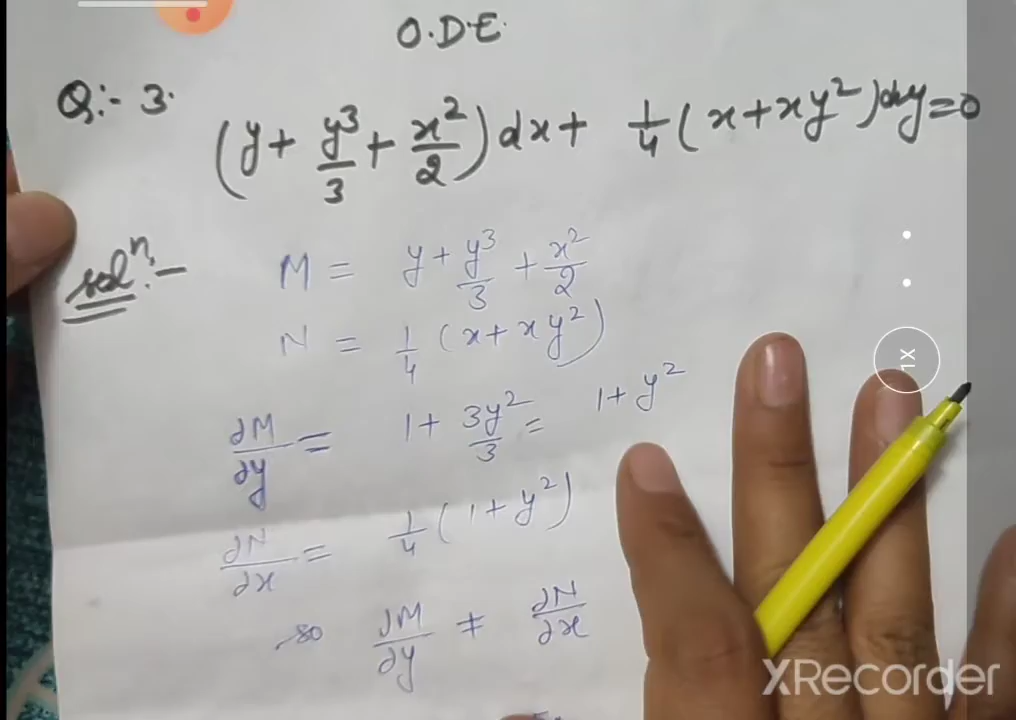 O.D.E.
Q:- 3. (y + y³/3 + x²/2) dx + 1/4 (x + xy²) dy = 0
solⁿ:- M = y + y³/3 + x²/2
N = 1/4 (x + xy²)
∂M/∂y = 1 + 3y²/3 = 1 + y²
∂N/∂x = 1/4 (1 + y²)
so ∂M/∂y ≠ ∂N/∂x
XL
XRecorder